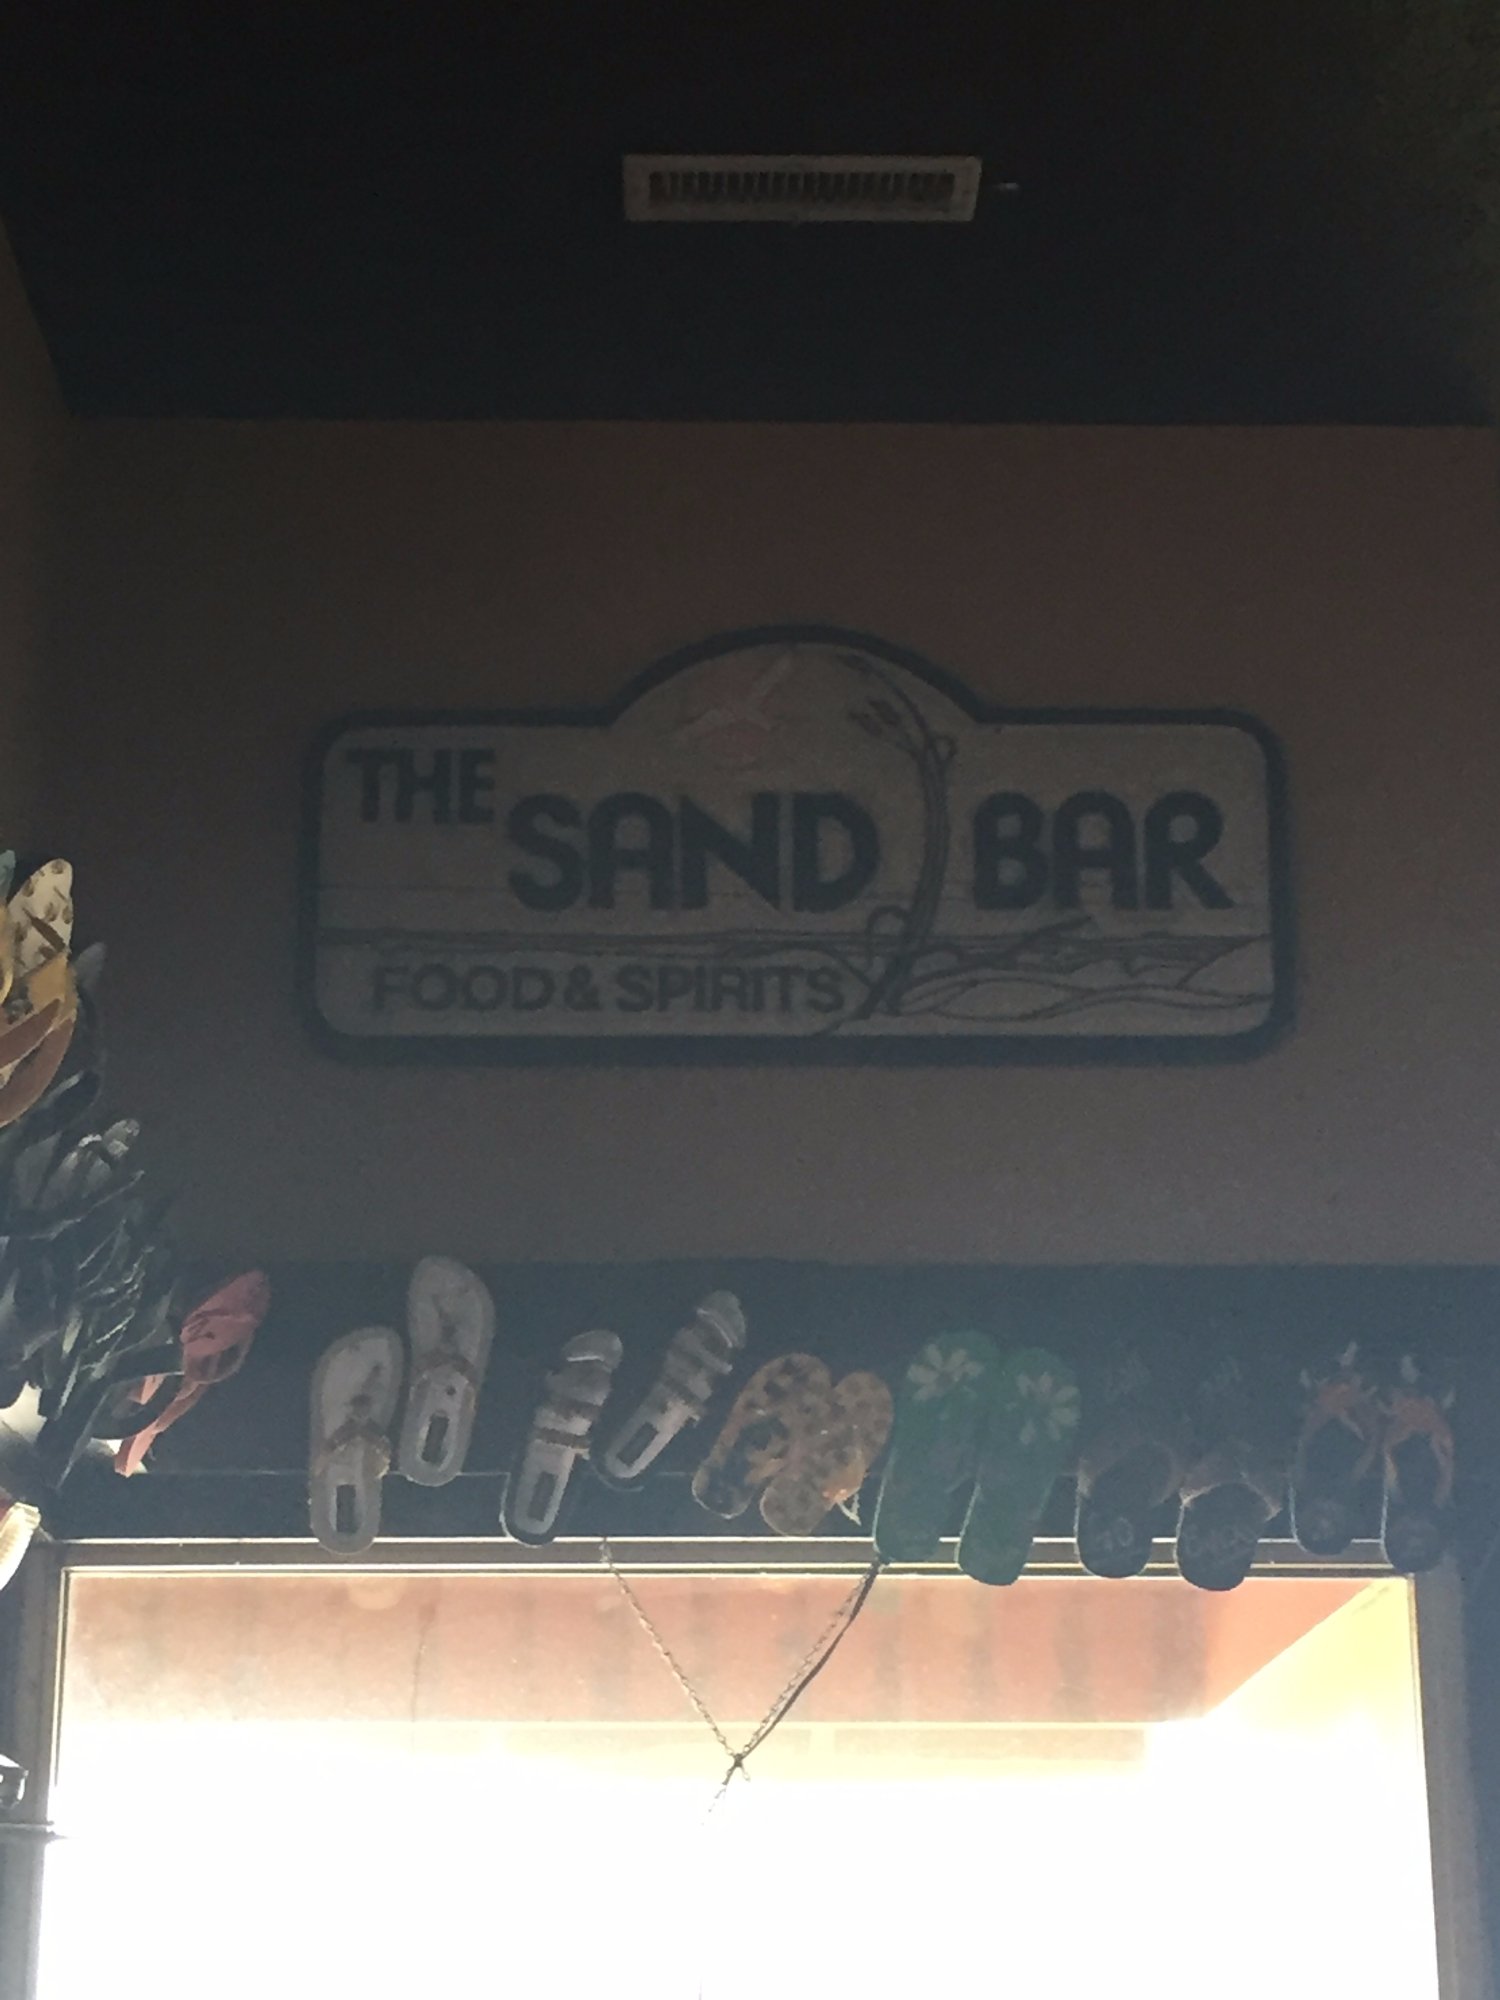 THE SAND BAR
FOOD & SPIRITS